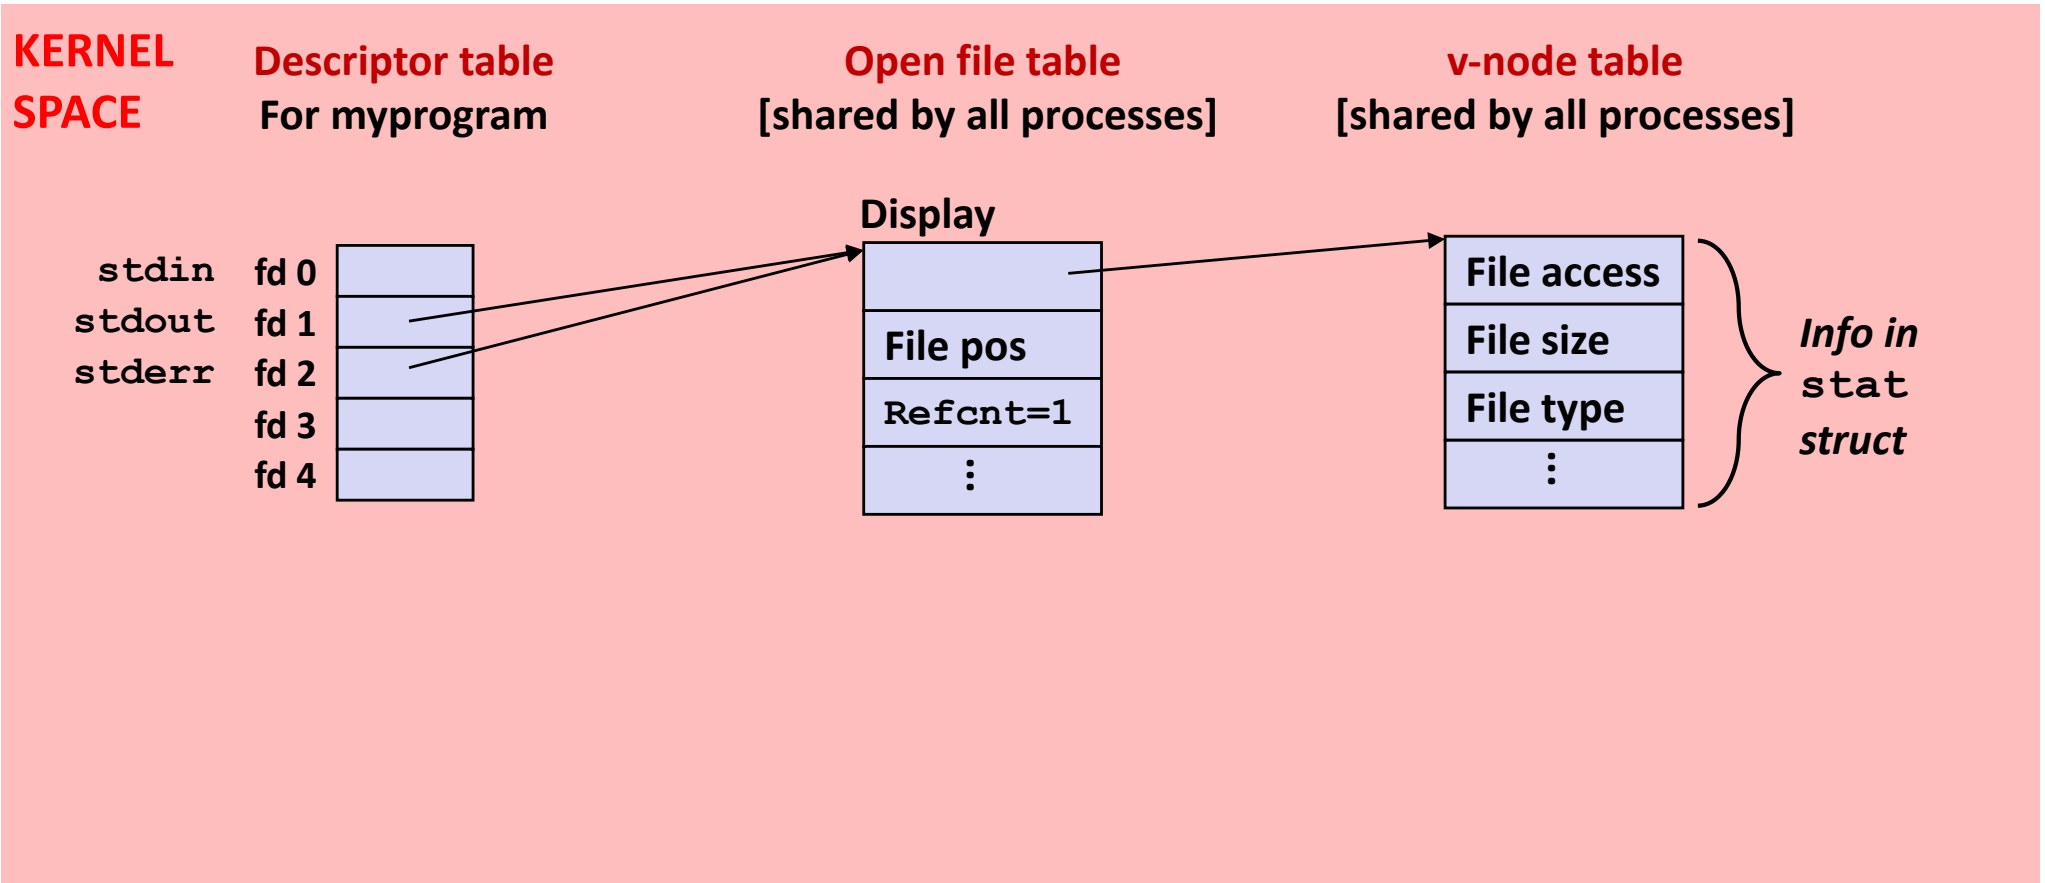 KERNEL
SPACE
Descriptor table
For myprogram
Open file table
[shared by all processes]
v-node table
[shared by all processes]
Display
stdin fd 0
stdout fd 1
stderr fd 2
fd 3
fd 4
File pos
Refcnt=1
⋮
File access
File size
File type
⋮
Info in
stat
struct